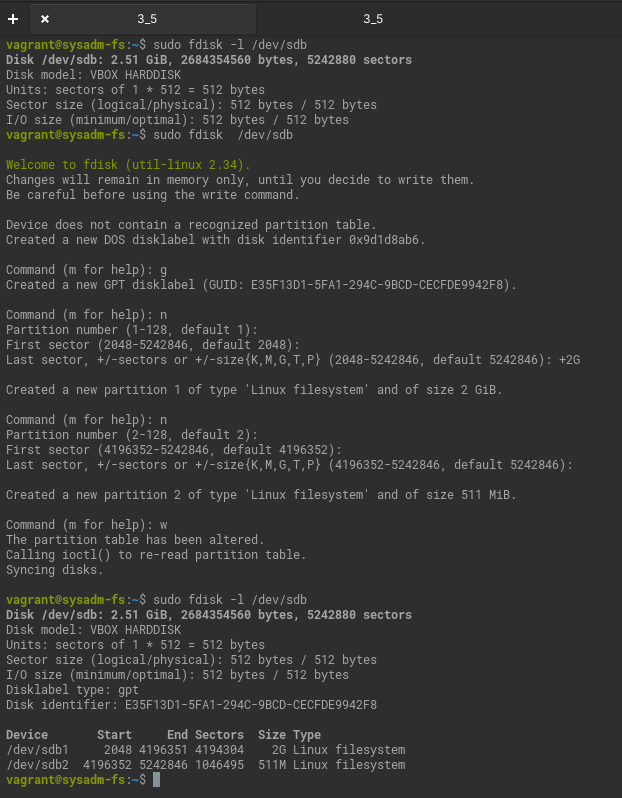 + × 3_5 3_5
vagrant@sysadm-fs:~$ sudo fdisk -l /dev/sdb
Disk /dev/sdb: 2.51 GiB, 2684354560 bytes, 5242880 sectors
Disk model: VBOX HARDDISK
Units: sectors of 1 * 512 = 512 bytes
Sector size (logical/physical): 512 bytes / 512 bytes
I/O size (minimum/optimal): 512 bytes / 512 bytes
vagrant@sysadm-fs:~$ sudo fdisk  /dev/sdb
Welcome to fdisk (util-linux 2.34).
Changes will remain in memory only, until you decide to write them.
Be careful before using the write command.
Device does not contain a recognized partition table.
Created a new DOS disklabel with disk identifier 0x9d1d8ab6.
Command (m for help): g
Created a new GPT disklabel (GUID: E35F13D1-5FA1-294C-9BCD-CECFDE9942F8).
Command (m for help): n
Partition number (1-128, default 1):
First sector (2048-5242846, default 2048):
Last sector, +/-sectors or +/-size{K,M,G,T,P} (2048-5242846, default 5242846): +2G
Created a new partition 1 of type 'Linux filesystem' and of size 2 GiB.
Command (m for help): n
Partition number (2-128, default 2):
First sector (4196352-5242846, default 4196352):
Last sector, +/-sectors or +/-size{K,M,G,T,P} (4196352-5242846, default 5242846):
Created a new partition 2 of type 'Linux filesystem' and of size 511 MiB.
Command (m for help): w
The partition table has been altered.
Calling ioctl() to re-read partition table.
Syncing disks.
vagrant@sysadm-fs:~$ sudo fdisk -l /dev/sdb
Disk /dev/sdb: 2.51 GiB, 2684354560 bytes, 5242880 sectors
Disk model: VBOX HARDDISK
Units: sectors of 1 * 512 = 512 bytes
Sector size (logical/physical): 512 bytes / 512 bytes
I/O size (minimum/optimal): 512 bytes / 512 bytes
Disklabel type: gpt
Disk identifier: E35F13D1-5FA1-294C-9BCD-CECFDE9942F8
Device       Start     End Sectors  Size Type
/dev/sdb1     2048 4196351 4194304    2G Linux filesystem
/dev/sdb2  4196352 5242846 1046495  511M Linux filesystem
vagrant@sysadm-fs:~$